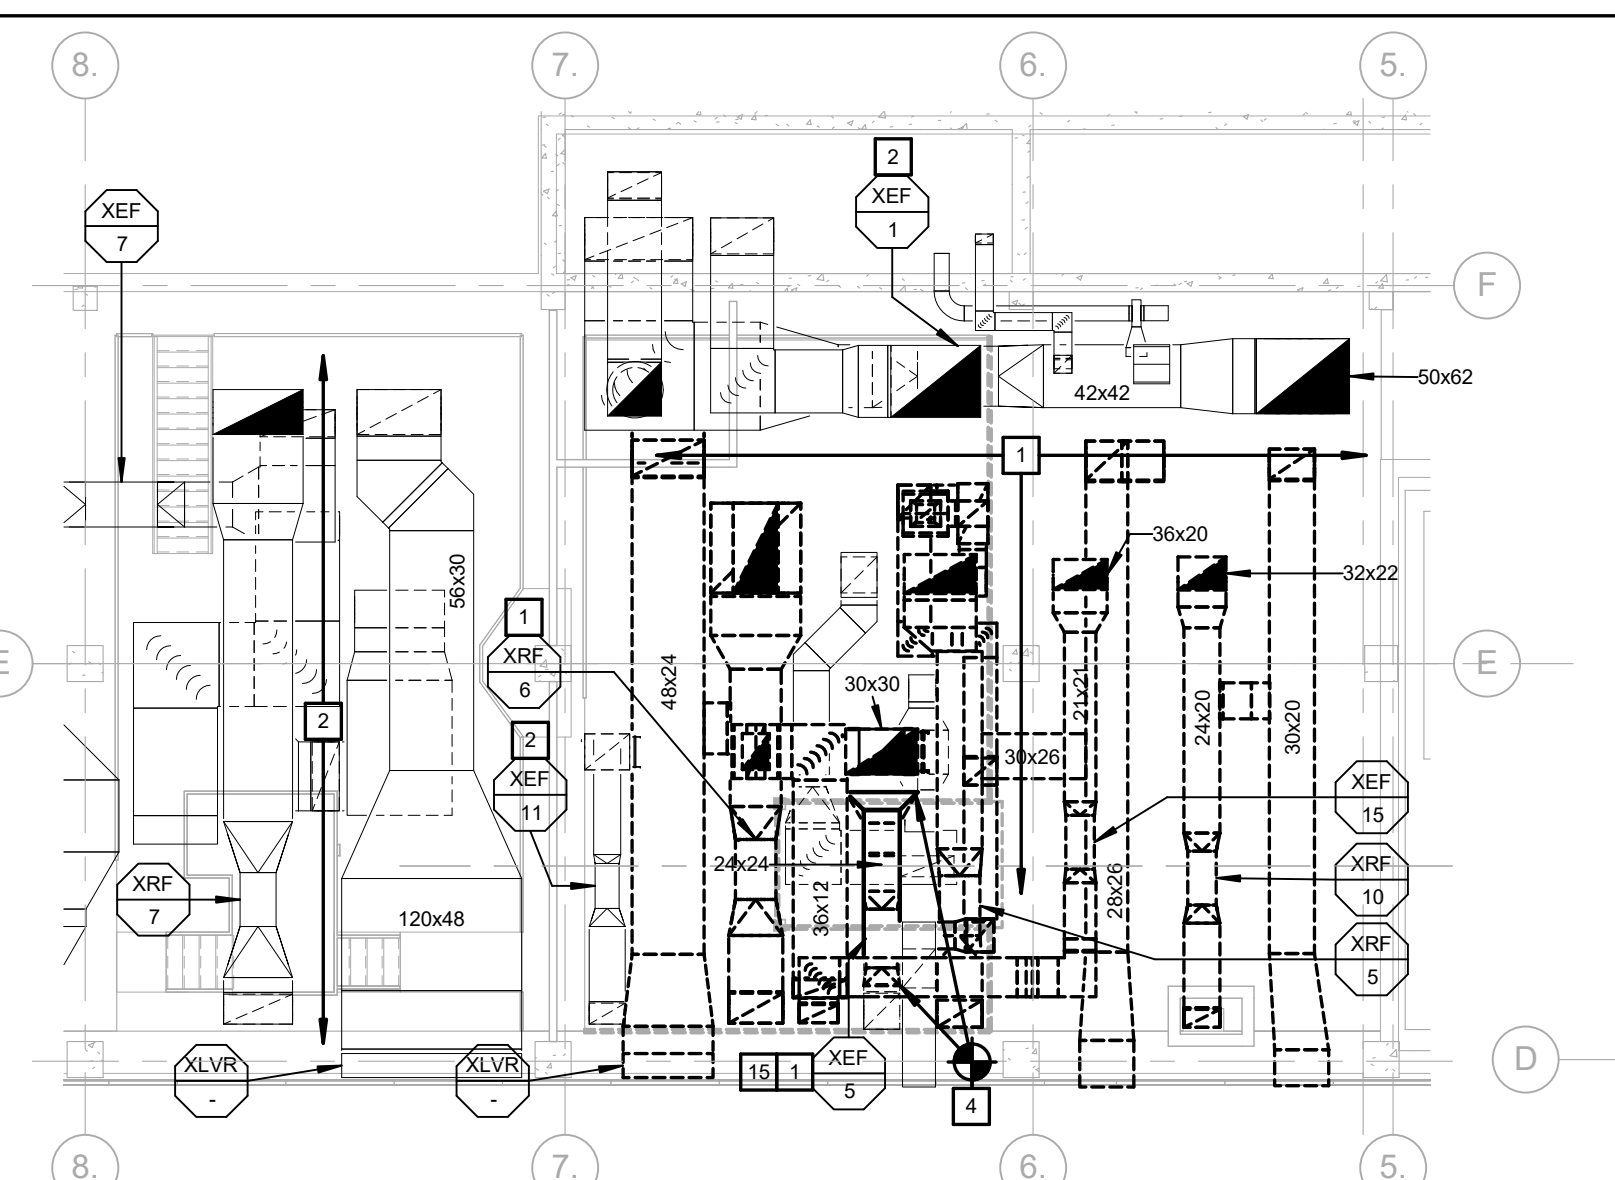 8.
7.
6.
5.
2
XEF
1
XEF
7
F
50x62
42x42
1
36x20
32x22
56x30
1
XRF
6
E
E
48x24
30x30
21x21
24x20
30x20
2
2
XEF
11
30x26
XEF
15
24x24
XRF
10
XRF
7
120x48
36x12
28x26
XRF
5
XLVR
-
XLVR
-
15
1
XEF
5
4
D
8.
7.
6.
5.